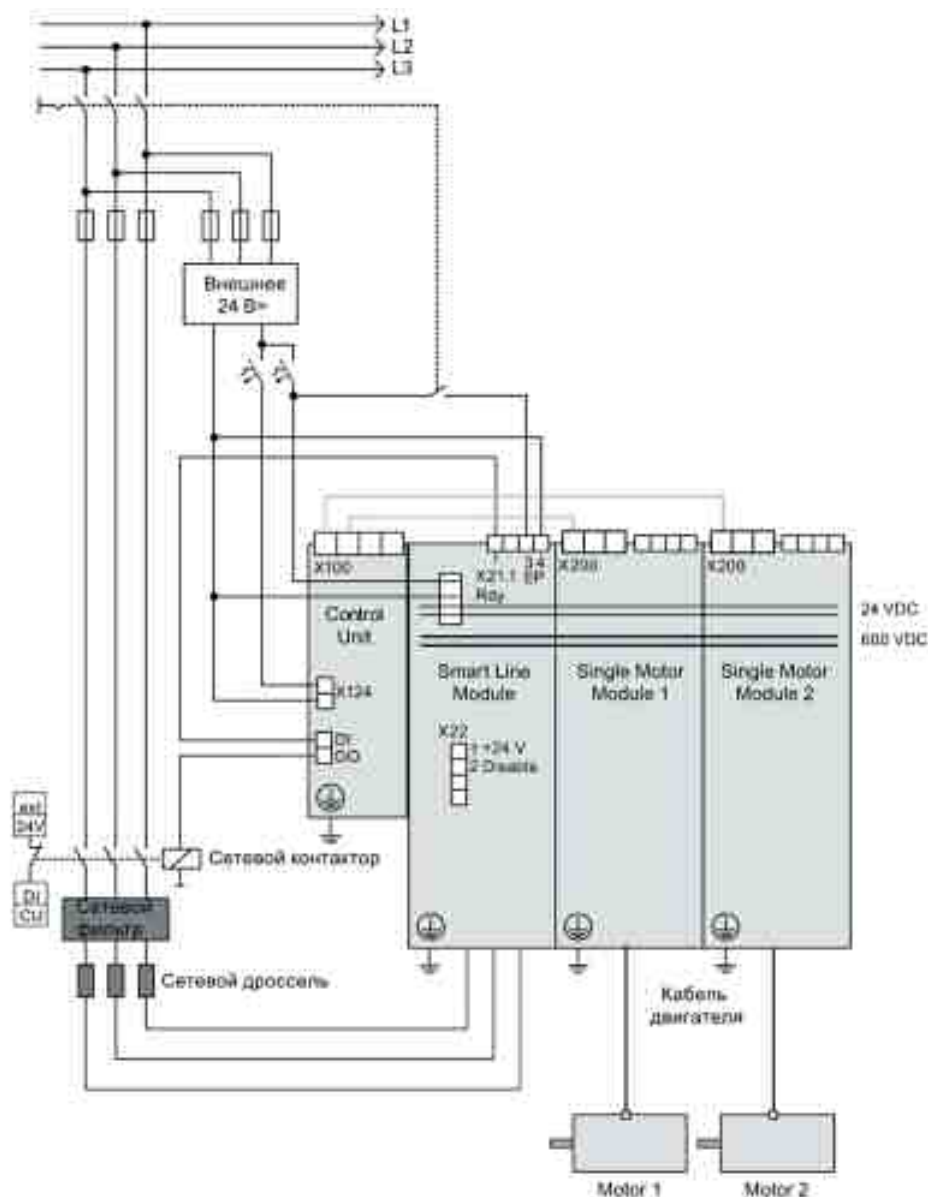 L1
L2
L3
Внешнее
24 В=
X100
1
3 4
X21.1
EP
X200
X200
Rdy
24 VDC
600 VDC
Control
Unit
Smart Line
Module
Single Motor
Module 1
Single Motor
Module 2
X124
X22
1 +24 V
2 Disable
DI
DO
ext
24V
Сетевой контактор
DI
CU
Сетевой
фильтр
Сетевой дроссель
Кабель
двигателя
Motor 1
Motor 2